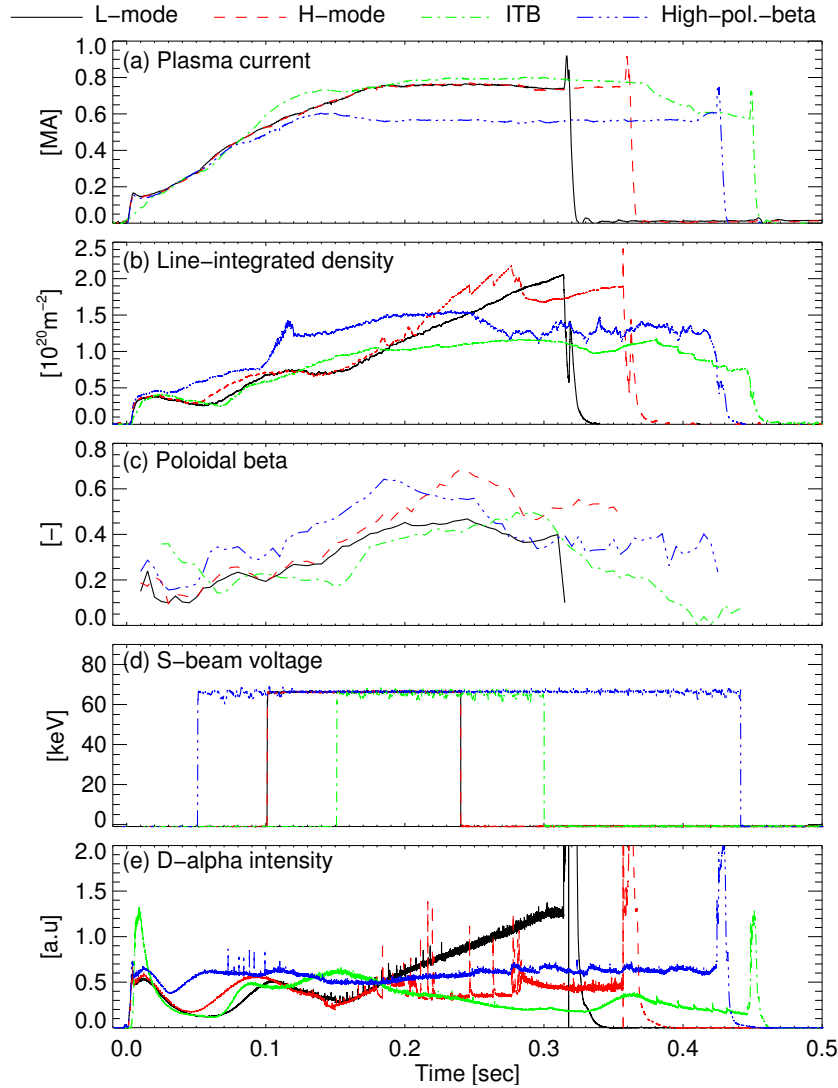 L−mode H−mode ITB High−pol.−beta
(a) Plasma current
1.0
0.8
0.6
0.4
0.2
0.0
[MA]
(b) Line−integrated density
2.5
2.0
1.5
1.0
0.5
0.0
[10²⁰m⁻²]
(c) Poloidal beta
0.8
0.6
0.4
0.2
0.0
[−]
(d) S−beam voltage
80
60
40
20
0
[keV]
(e) D−alpha intensity
2.0
1.5
1.0
0.5
0.0
[a.u]
0.0 0.1 0.2 0.3 0.4 0.5
Time [sec]